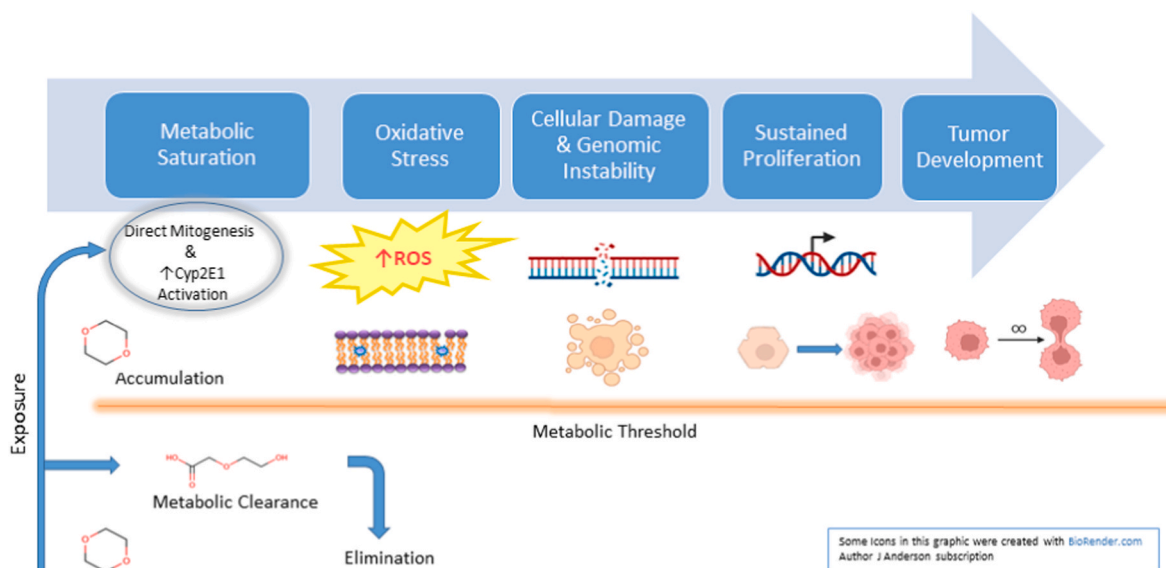 Metabolic
Saturation
Oxidative
Stress
Cellular Damage
& Genomic
Instability
Sustained
Proliferation
Tumor
Development
Direct Mitogenesis
&
↑Cyp2E1
Activation
↑ROS
O
O
Accumulation
∞
Exposure
Metabolic Threshold
HO
O
O
OH
Metabolic Clearance
O
O
Elimination
Some Icons in this graphic were created with BioRender.com
Author J Anderson subscription